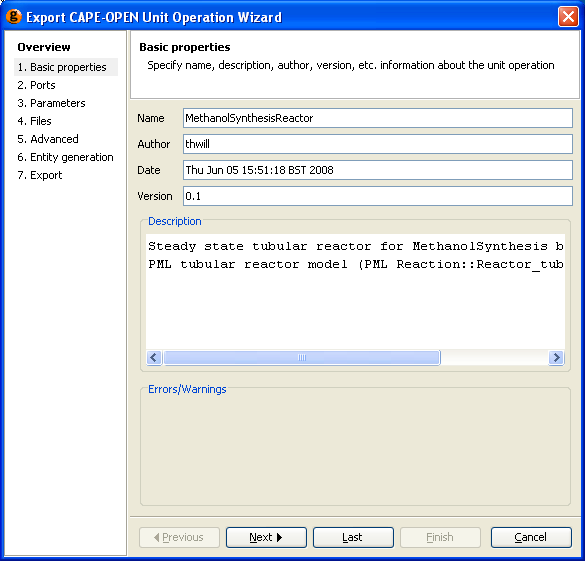 Export CAPE-OPEN Unit Operation Wizard
Overview
1. Basic properties
2. Ports
3. Parameters
4. Files
5. Advanced
6. Entity generation
7. Export
Basic properties
Specify name, description, author, version, etc. information about the unit operation
Name MethanolSynthesisReactor
Author thwill
Date Thu Jun 05 15:51:18 BST 2008
Version 0.1
Description
Steady state tubular reactor for MethanolSynthesis b
PML tubular reactor model (PML Reaction::Reactor_tub
Errors/Warnings
Previous Next Last Finish Cancel